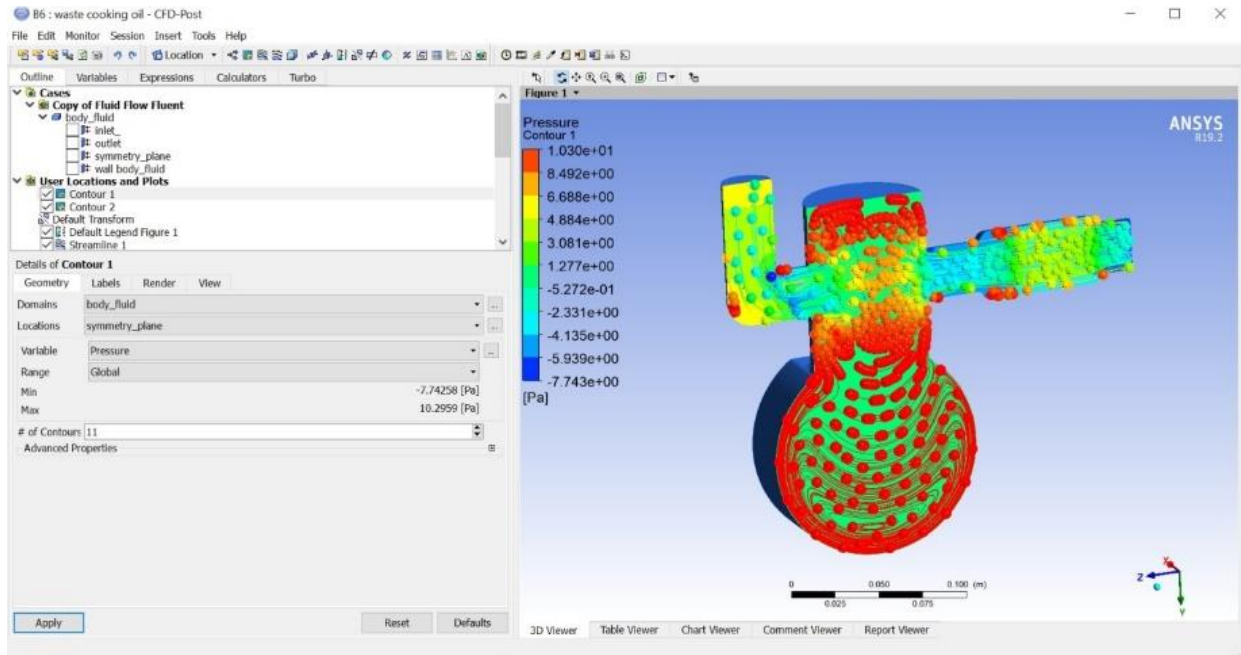 B6 : waste cooking oil - CFD-Post
File Edit Monitor Session Insert Tools Help
Location
Outline Variables Expressions Calculators Turbo
Cases
Copy of Fluid Flow Fluent
body_fluid
inlet_
outlet
symmetry_plane
wall body_fluid
User Locations and Plots
Contour 1
Contour 2
Default Transform
Default Legend Figure 1
Streamline 1
Details of Contour 1
Geometry Labels Render View
Domains body_fluid
Locations symmetry_plane
Variable Pressure
Range Global
Min -7.74258 [Pa]
Max 10.2959 [Pa]
# of Contours 11
Advanced Properties
Apply Reset Defaults
Figure 1
Pressure
Contour 1
1.030e+01
8.492e+00
6.688e+00
4.884e+00
3.081e+00
1.277e+00
-5.272e-01
-2.331e+00
-4.135e+00
-5.939e+00
-7.743e+00
[Pa]
ANSYS
R19.2
0 0.050 0.100 (m)
0.025 0.075
X
Z
Y
3D Viewer Table Viewer Chart Viewer Comment Viewer Report Viewer